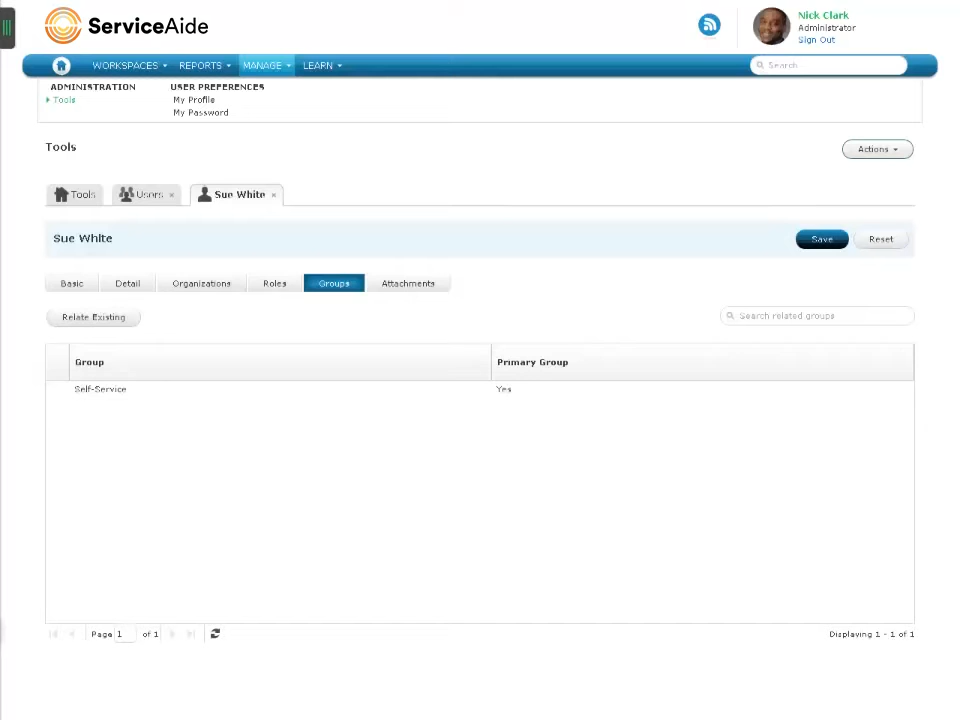 ServiceAide
Nick Clark
Administrator
Sign Out
WORKSPACES REPORTS MANAGE LEARN Search
ADMINISTRATION USER PREFERENCES
Tools My Profile
My Password
Tools
Actions
Tools Users × Sue White ×
Sue White Save Reset
Basic Detail Organizations Roles Groups Attachments
Relate Existing Search related groups
Group Primary Group
Self-Service Yes
Page 1 of 1 Displaying 1 - 1 of 1